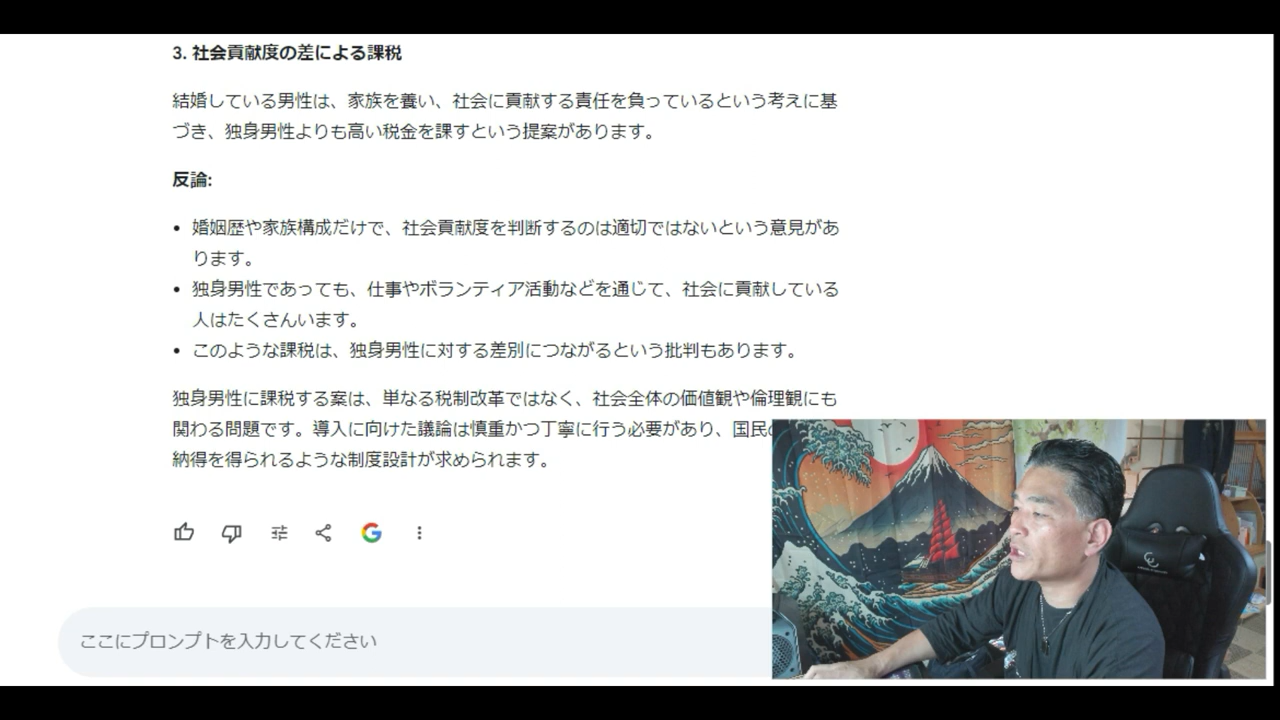 3. 社会貢献度の差による課税
結婚している男性は、家族を養い、社会に貢献する責任を負っているという考えに基
づき、独身男性よりも高い税金を課すという提案があります。
反論:
• 婚姻歴や家族構成だけで、社会貢献度を判断するのは適切ではないという意見があ
ります。
• 独身男性であっても、仕事やボランティア活動などを通じて、社会に貢献している
人はたくさんいます。
• このような課税は、独身男性に対する差別につながるという批判もあります。
独身男性に課税する案は、単なる税制改革ではなく、社会全体の価値観や倫理観にも
関わる問題です。導入に向けた議論は慎重かつ丁寧に行う必要があり、国民
納得を得られるような制度設計が求められます。
ここにプロンプトを入力してください